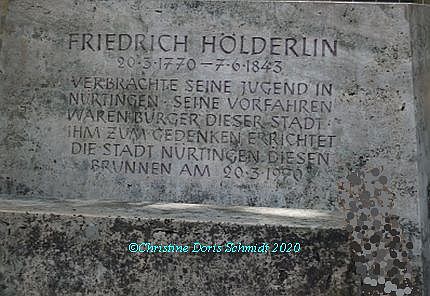 FRIEDRICH HÖLDERLIN
20·3·1770–7·6·1843
VERBRACHTE SEINE JUGEND IN
NÜRTINGEN·SEINE VORFAHREN
WAREN BÜRGER DIESER STADT·
IHM ZUM GEDENKEN ERRICHTET
DIE STADT NÜRTINGEN DIESEN
BRUNNEN AM 20·3·1970
©Christine Doris Schmidt 2020